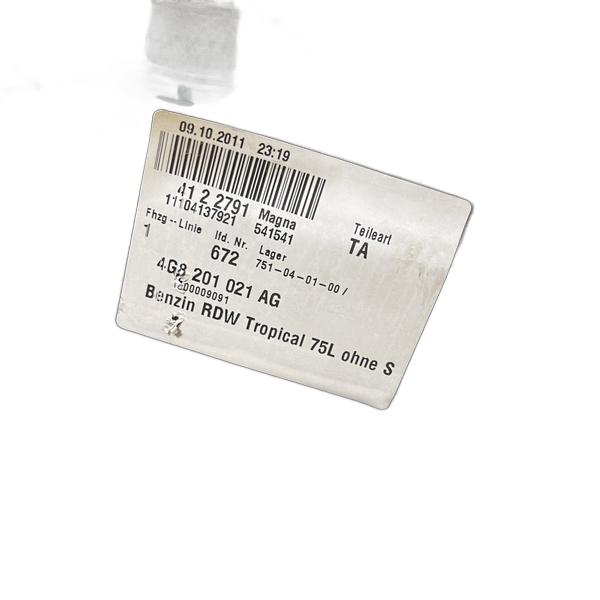 09.10.2011 23:19
41 2 2791 Magna
11104137921 541541
Teileart
TA
Fhzg--Linie lfd. Nr. Lager
1 672 751-04-01-00 /
4G8 201 021 AG
1200009091
Benzin RDW Tropical 75L ohne S